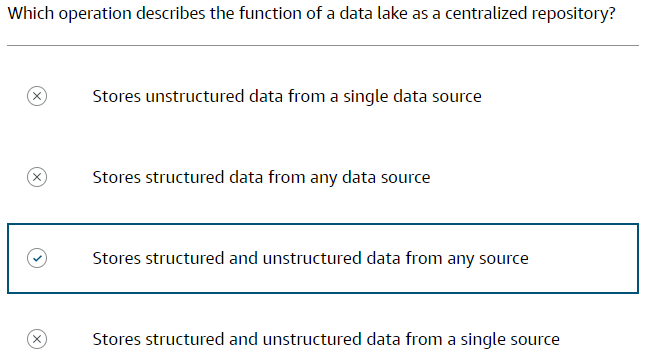 Which operation describes the function of a data lake as a centralized repository?
Stores unstructured data from a single data source
Stores structured data from any data source
Stores structured and unstructured data from any source
Stores structured and unstructured data from a single source